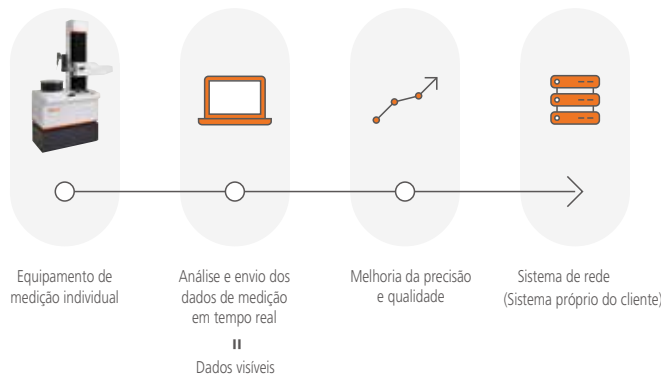 Equipamento de
medição individual
Análise e envio dos
dados de medição
em tempo real
=
Dados visíveis
Melhoria da precisão
e qualidade
Sistema de rede
(Sistema próprio do cliente)